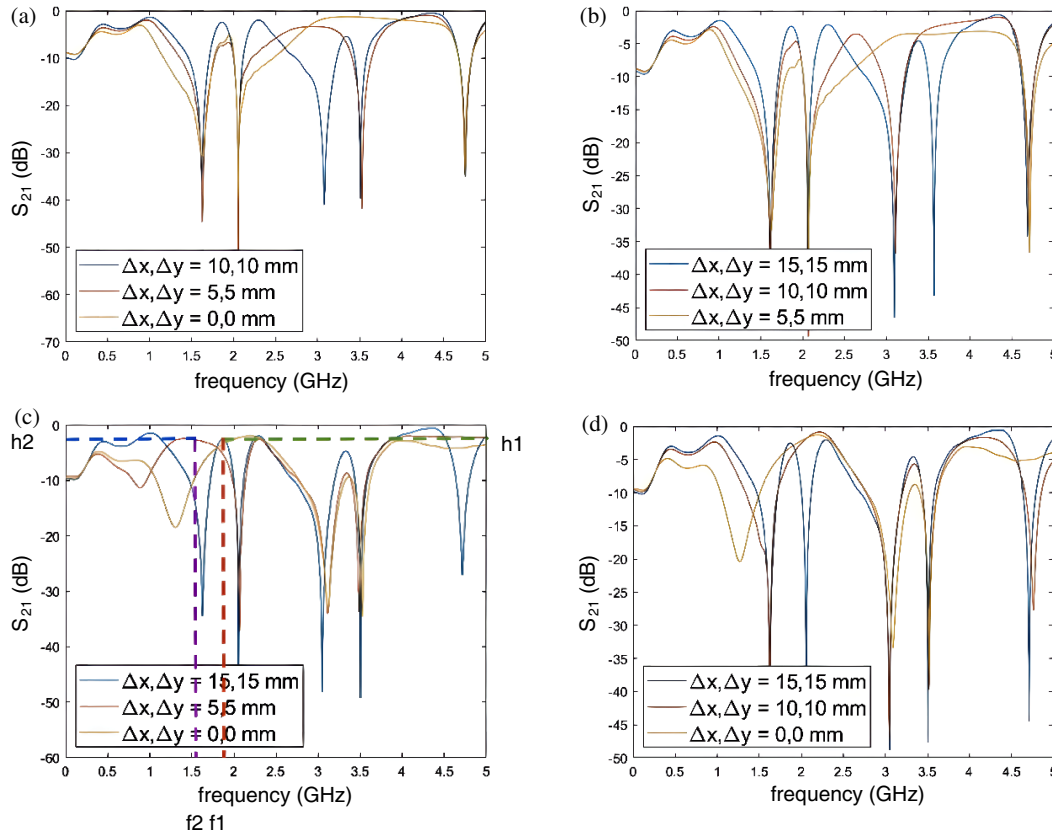 (a)
0
-10
-20
-30
-40
-50
-60
-70
S21 (dB)
Δx,Δy = 10,10 mm
Δx,Δy = 5,5 mm
Δx,Δy = 0,0 mm
0 0.5 1 1.5 2 2.5 3 3.5 4 4.5 5
frequency (GHz)
(b)
0
-5
-10
-15
-20
-25
-30
-35
-40
-45
-50
S21 (dB)
Δx,Δy = 15,15 mm
Δx,Δy = 10,10 mm
Δx,Δy = 5,5 mm
0 0.5 1 1.5 2 2.5 3 3.5 4 4.5 5
frequency (GHz)
(c)
0
h2
h1
-10
-20
-30
-40
-50
-60
S21 (dB)
Δx,Δy = 15,15 mm
Δx,Δy = 5,5 mm
Δx,Δy = 0,0 mm
0 0.5 1 1.5 2 2.5 3 3.5 4 4.5 5
frequency (GHz)
f2 f1
(d)
0
-5
-10
-15
-20
-25
-30
-35
-40
-45
-50
S21 (dB)
Δx,Δy = 15,15 mm
Δx,Δy = 10,10 mm
Δx,Δy = 0,0 mm
0 0.5 1 1.5 2 2.5 3 3.5 4 4.5 5
frequency (GHz)